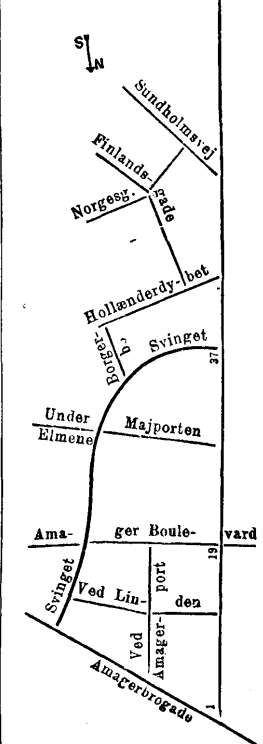 S
N
Sundholmsvej
Finlands-
gade
Norgesg.
Hollænderdy-bet
Borger-
b.
Svinget
37
Under
Elmene
Majporten
Ama-
ger Boule-
vard
19
Svinget
Ved Lin-
den
Ved
Amager-
port
Amagerbrogade
1